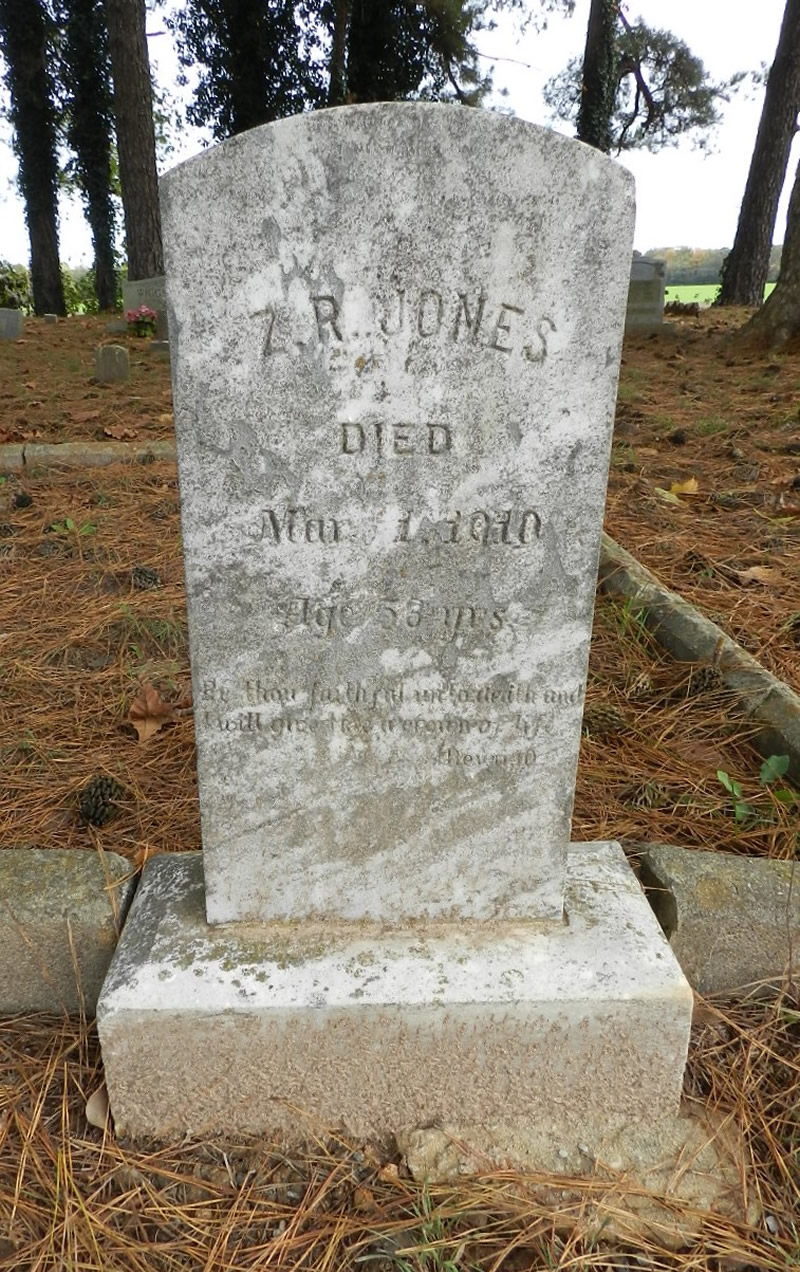 Z. R. JONES
DIED
Mar. 1, 1910
Age 53 yrs.
Be thou faithful unto death and
I will give thee a crown of life.